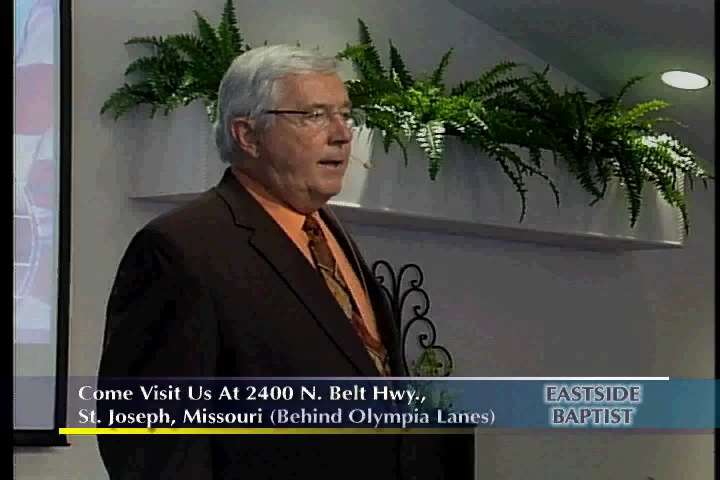 Come Visit Us At 2400 N. Belt Hwy.,
St. Joseph, Missouri (Behind Olympia Lanes)
EASTSIDE
BAPTIST